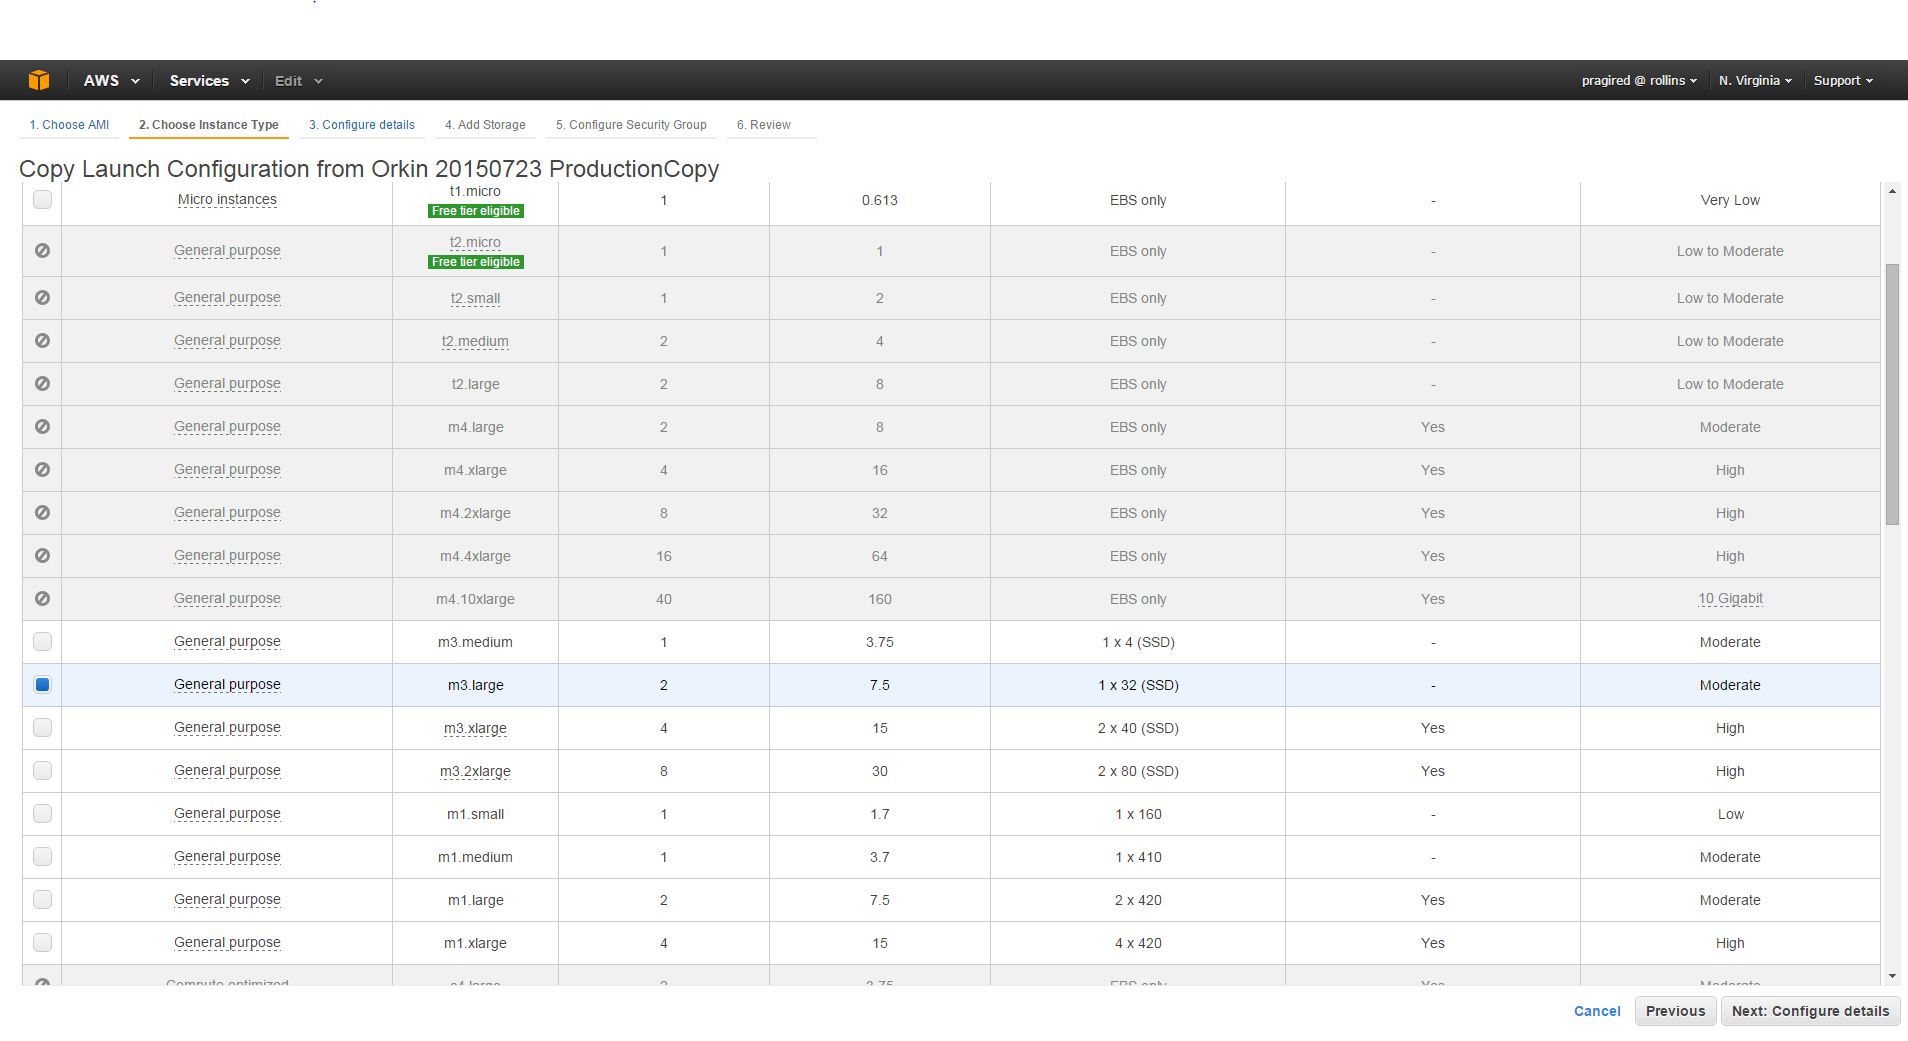 AWS Services Edit pragired @ rollins N. Virginia Support
1. Choose AMI 2. Choose Instance Type 3. Configure details 4. Add Storage 5. Configure Security Group 6. Review
Copy Launch Configuration from Orkin 20150723 ProductionCopy
Micro instances t1.micro 1 0.613 EBS only - Very Low
Free tier eligible
General purpose t2.micro 1 1 EBS only - Low to Moderate
Free tier eligible
General purpose t2.small 1 2 EBS only - Low to Moderate
General purpose t2.medium 2 4 EBS only - Low to Moderate
General purpose t2.large 2 8 EBS only - Low to Moderate
General purpose m4.large 2 8 EBS only Yes Moderate
General purpose m4.xlarge 4 16 EBS only Yes High
General purpose m4.2xlarge 8 32 EBS only Yes High
General purpose m4.4xlarge 16 64 EBS only Yes High
General purpose m4.10xlarge 40 160 EBS only Yes 10 Gigabit
General purpose m3.medium 1 3.75 1 x 4 (SSD) - Moderate
General purpose m3.large 2 7.5 1 x 32 (SSD) - Moderate
General purpose m3.xlarge 4 15 2 x 40 (SSD) Yes High
General purpose m3.2xlarge 8 30 2 x 80 (SSD) Yes High
General purpose m1.small 1 1.7 1 x 160 - Low
General purpose m1.medium 1 3.7 1 x 410 - Moderate
General purpose m1.large 2 7.5 2 x 420 Yes Moderate
General purpose m1.xlarge 4 15 4 x 420 Yes High
Compute optimized c4.large 2 3.75 EBS only Yes Moderate
Cancel Previous Next: Configure details